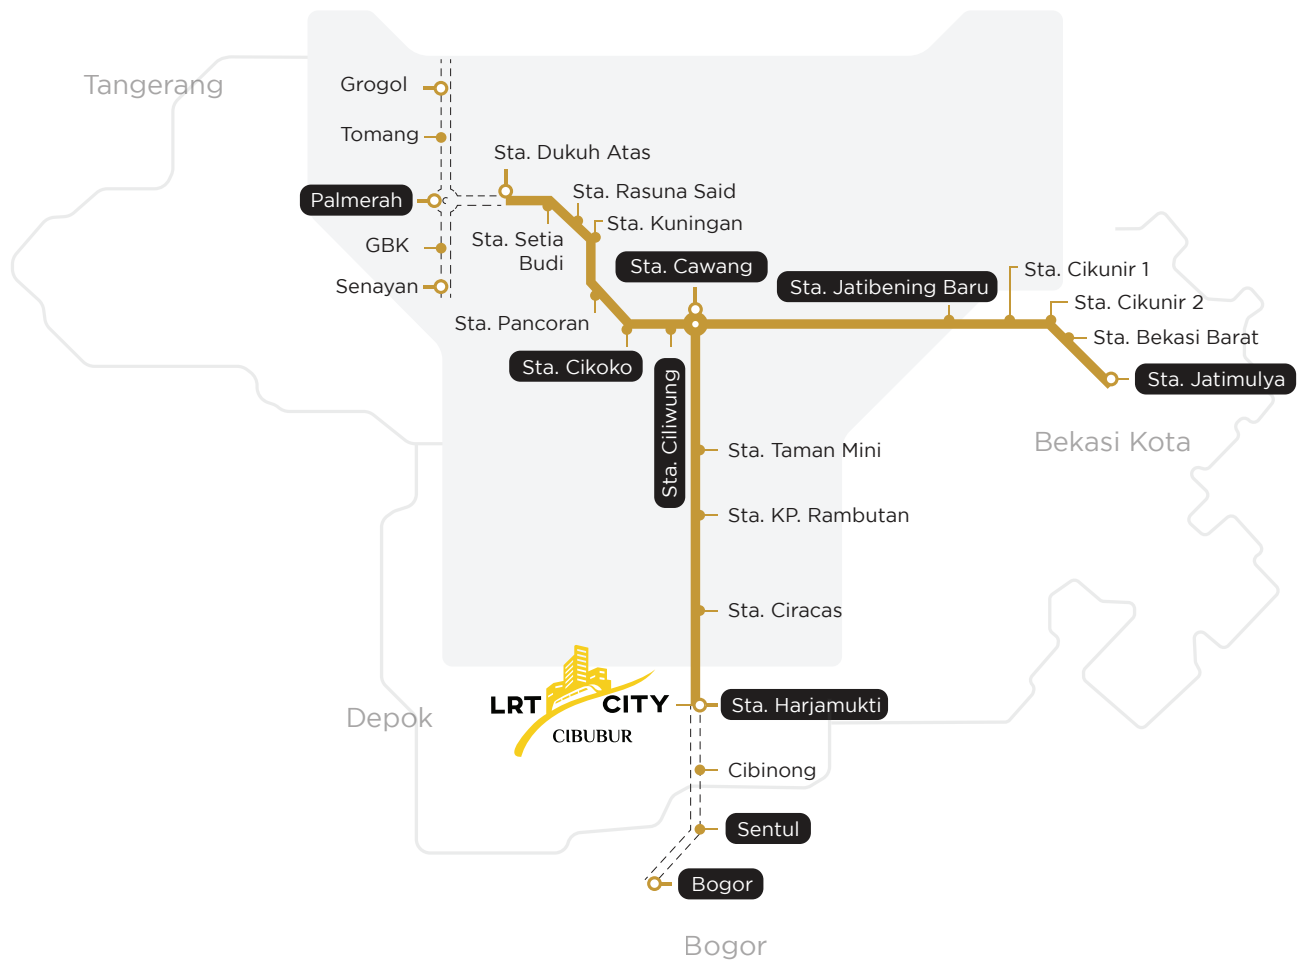 Tangerang
Grogol
Tomang
Sta. Dukuh Atas
Palmerah
Sta. Rasuna Said
Sta. Kuningan
GBK
Sta. Setia
Budi
Sta. Cawang
Senayan
Sta. Jatibening Baru
Sta. Cikunir 1
Sta. Cikunir 2
Sta. Pancoran
Sta. Bekasi Barat
Sta. Cikoko
Sta. Ciliwung
Sta. Jatimulya
Bekasi Kota
Sta. Taman Mini
Sta. KP. Rambutan
Sta. Ciracas
LRT CITY
CIBUBUR
Sta. Harjamukti
Depok
Cibinong
Sentul
Bogor
Bogor